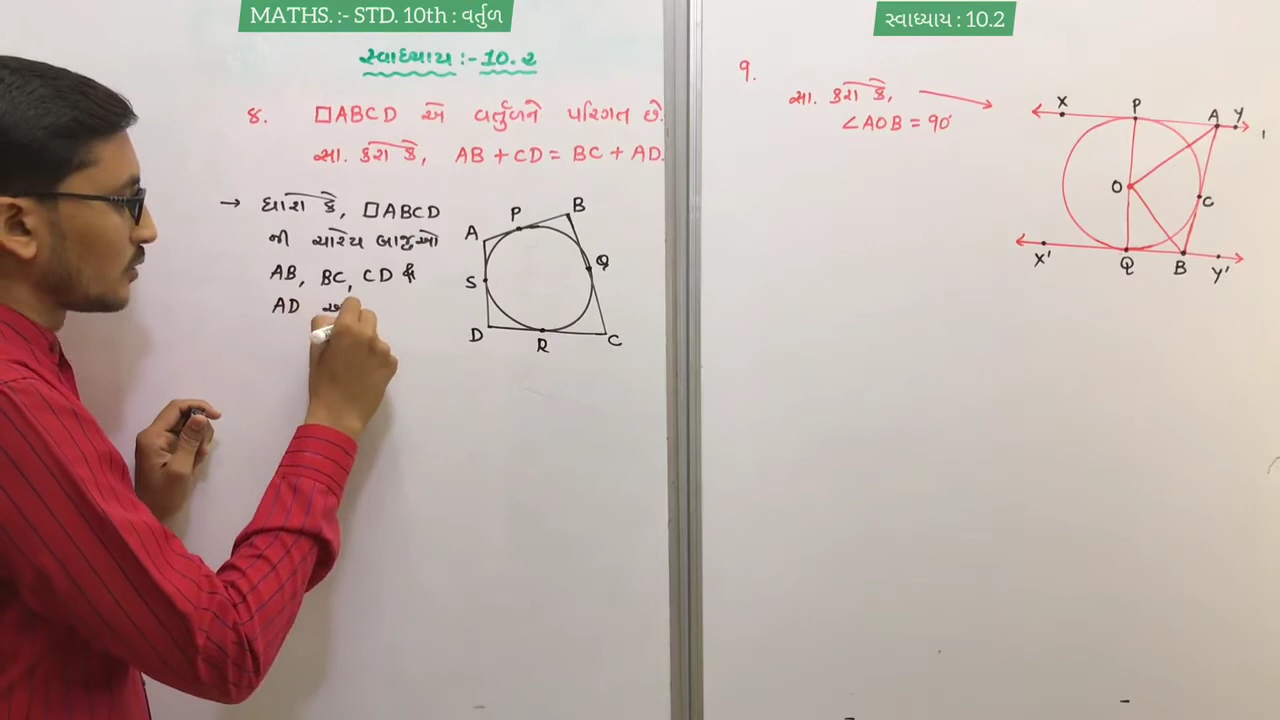 MATHS. :- STD. 10th : વર્તુળ
સ્વાધ્યાય :- 10.2
8. □ABCD એ વર્તુળને પરિગત છે.
સા. કરો કે, AB + CD = BC + AD.
→ ધારો કે, □ABCD
ની ચારેય બાજુઓ
AB, BC, CD &
AD
A P B
S Q
D R C
સ્વાધ્યાય : 10.2
9.
સા. કરો કે,
∠AOB = 90
X P A Y
O C
X' Q B Y'